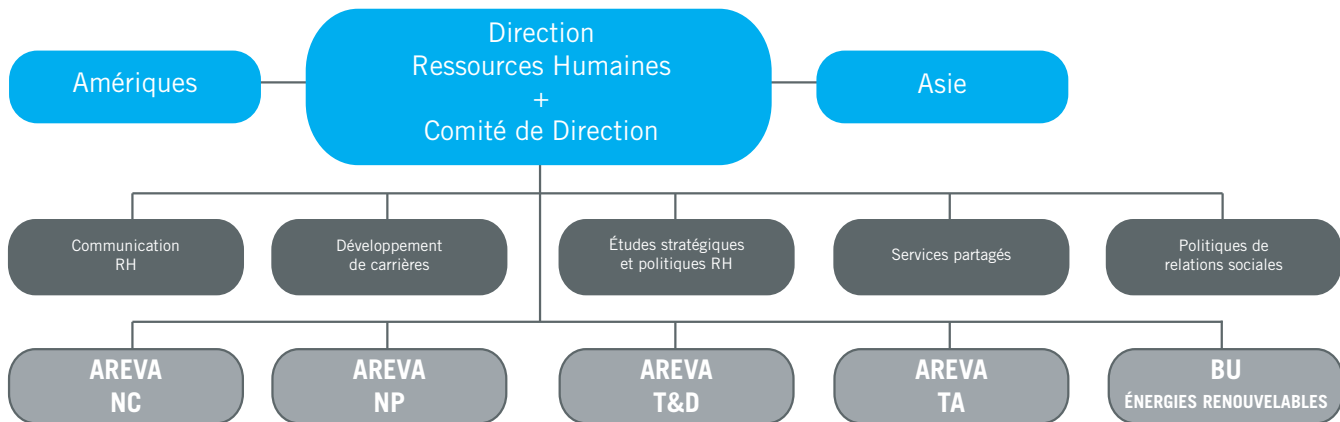 Direction
Ressources Humaines
+
Comité de Direction
Amériques
Asie
Communication
RH
Développement
de carrières
Études stratégiques
et politiques RH
Services partagés
Politiques de
relations sociales
AREVA
NC
AREVA
NP
AREVA
T&D
AREVA
TA
BU
ÉNERGIES RENOUVELABLES